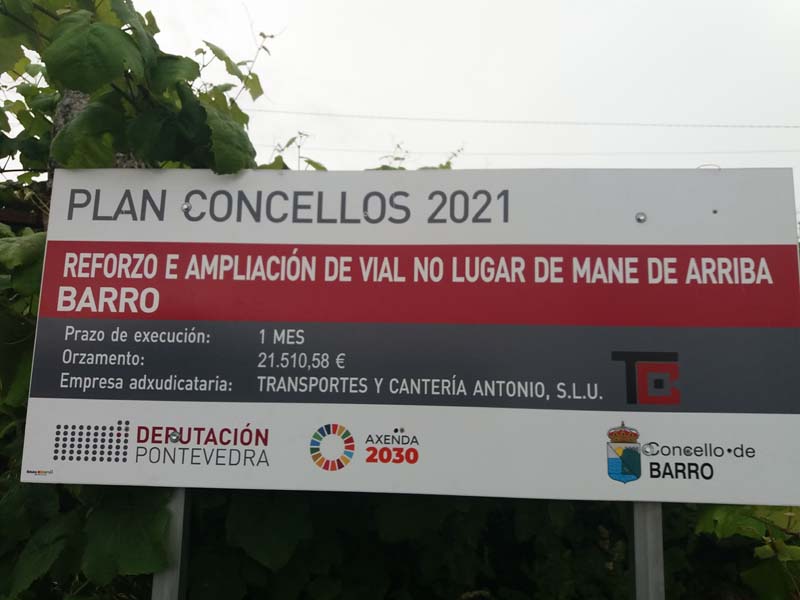 PLAN CONCELLOS 2021
REFORZO E AMPLIACIÓN DE VIAL NO LUGAR DE MANE DE ARRIBA
BARRO
Prazo de execución: 1 MES
Orzamento: 21.510,58 €
Empresa adxudicataria: TRANSPORTES Y CANTERÍA ANTONIO, S.L.U.
TC
DEPUTACIÓN
PONTEVEDRA
AXENDA
2030
Concello de
BARRO